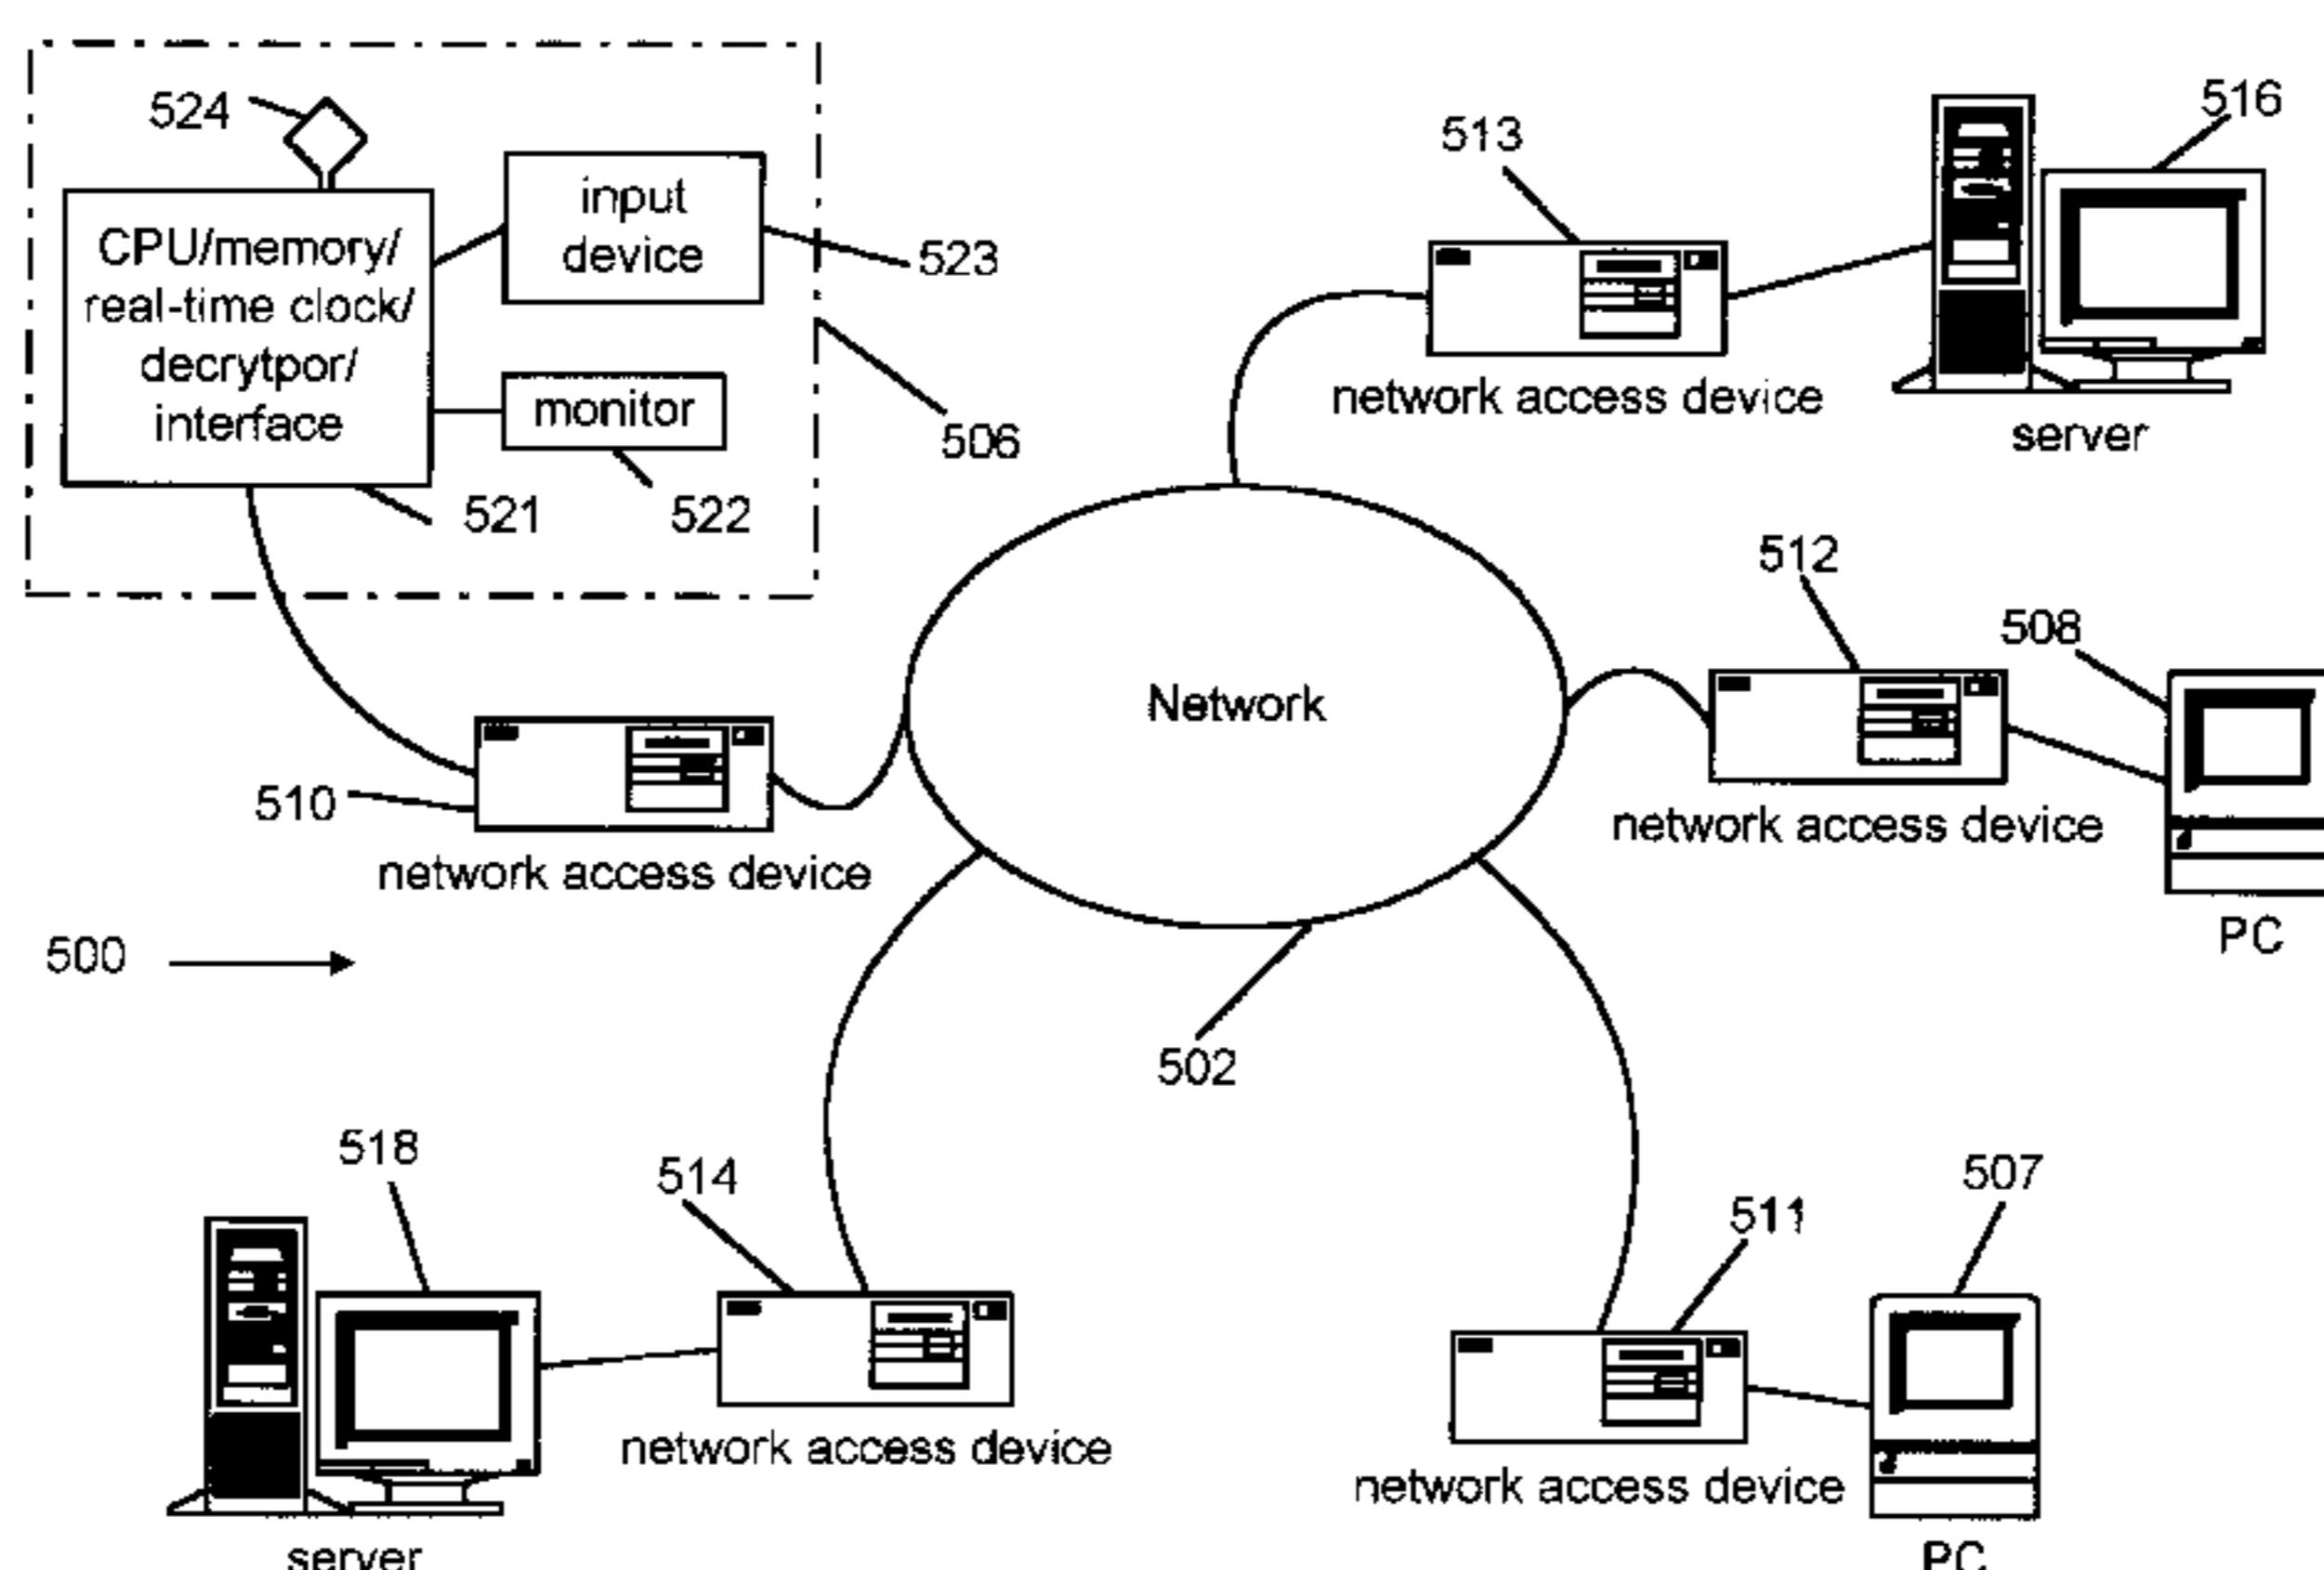 524
input
device
CPU/memory/
real-time clock/
decrytpor/
interface
523
monitor
506
521
522
513
516
network access device
server
512
508
Network
510
network access device
network access device
PC
500
502
518
514
507
511
network access device
network access device
server
PC